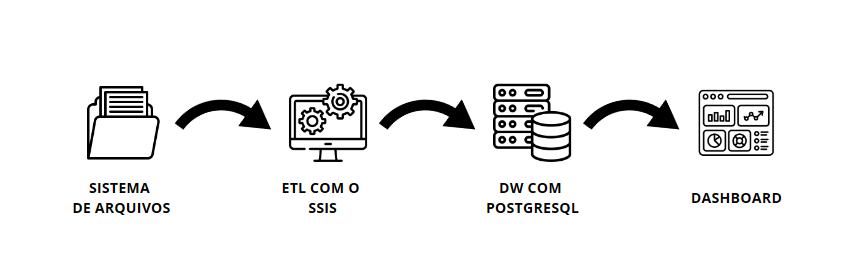 SISTEMA
DE ARQUIVOS
ETL COM O
SSIS
DW COM
POSTGRESQL
DASHBOARD